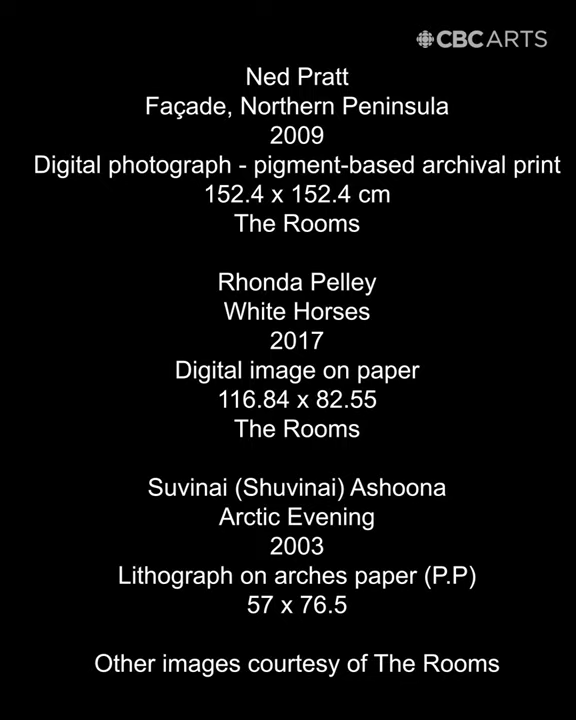 CBC ARTS
Ned Pratt
Façade, Northern Peninsula
2009
Digital photograph - pigment-based archival print
152.4 x 152.4 cm
The Rooms
Rhonda Pelley
White Horses
2017
Digital image on paper
116.84 x 82.55
The Rooms
Suvinai (Shuvinai) Ashoona
Arctic Evening
2003
Lithograph on arches paper (P.P)
57 x 76.5
Other images courtesy of The Rooms